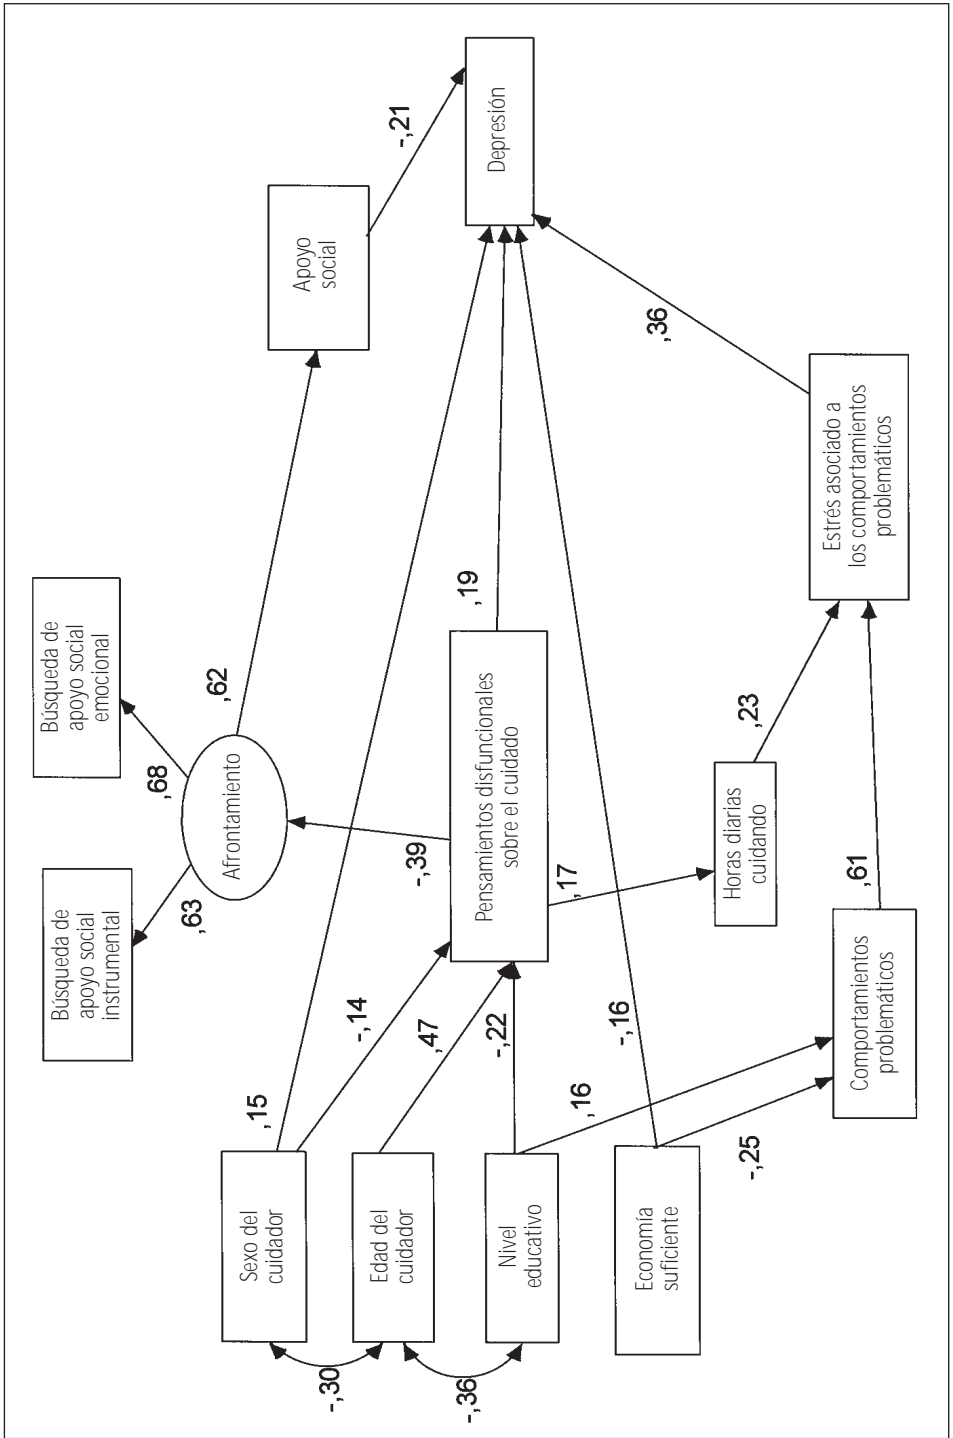 Búsqueda de
apoyo social
instrumental
Búsqueda de
apoyo social
emocional
,63
,68
Afrontamiento
,62
Apoyo
social
-,21
Depresión
Sexo del
cuidador
,15
-,14
-,39
-,30
Edad del
cuidador
,47
Pensamientos disfuncionales
sobre el cuidado
,19
-,36
Nivel
educativo
-,22
,17
,16
Economía
suficiente
-,16
-,25
Horas diarias
cuidando
,23
,36
Comportamientos
problemáticos
,61
Estrés asociado a
los comportamientos
problemáticos